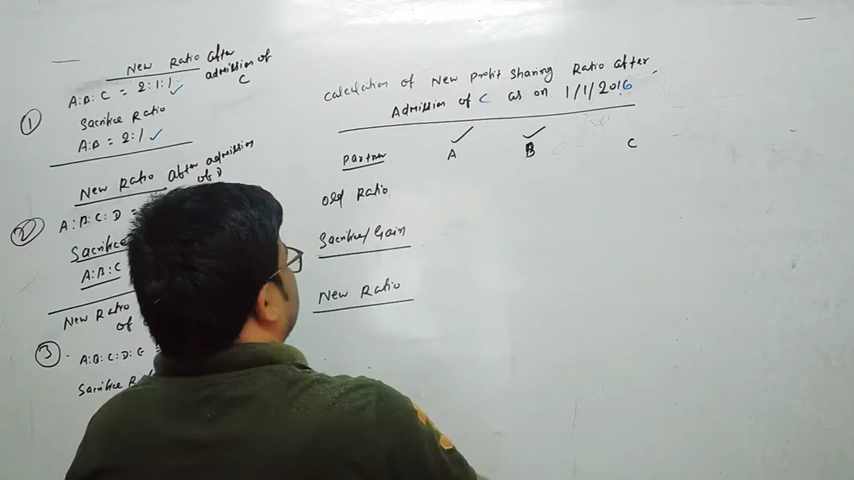 New Ratio after
admission of
C
A:B:C = 2:1:1
Sacrifice Ratio
A:B = 2:1
①
New Ratio after admission
of D
A:B:C:D =
②
Sacrifice
A:B:C
New Ratio
of
③
A:B:C:D:E
Sacrifice R
Calculation of New Profit Sharing Ratio after
Admission of C as on 1/1/2016
Partner A B C
Old Ratio
Sacrifice/Gain
New Ratio